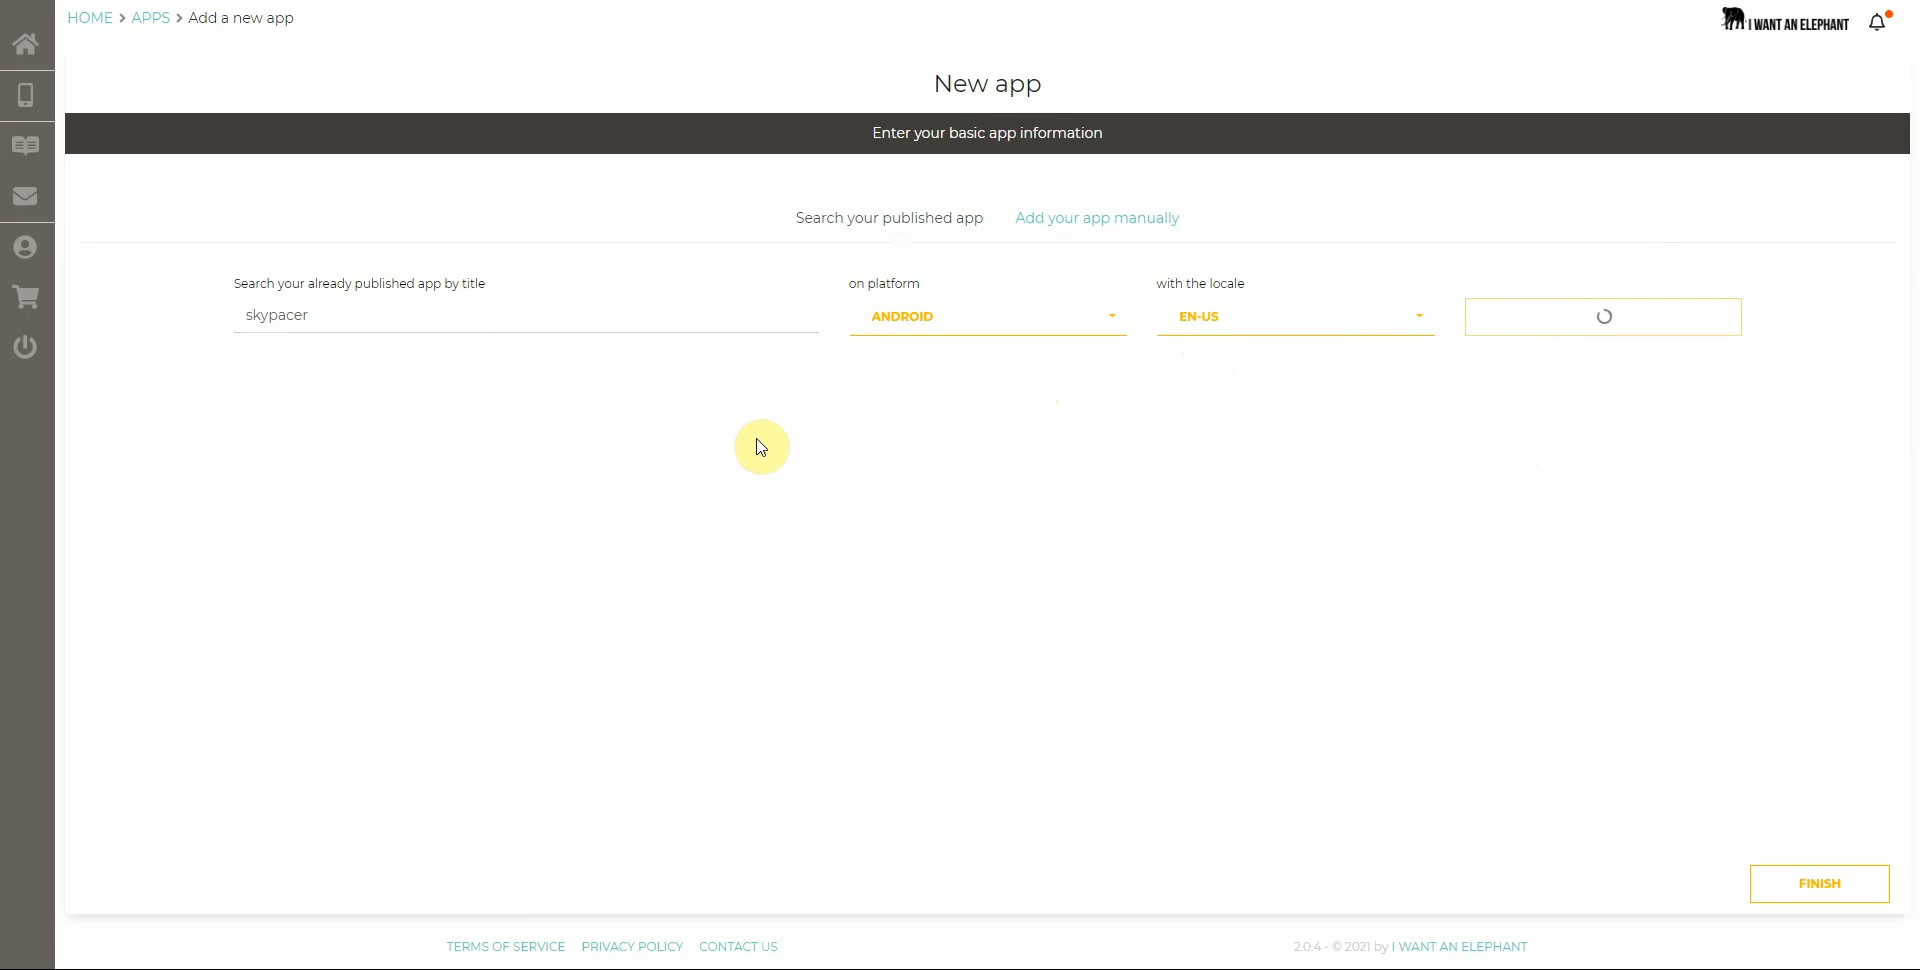 HOME > APPS > Add a new app
I WANT AN ELEPHANT
New app
Enter your basic app information
Search your published app
Add your app manually
Search your already published app by title
on platform
with the locale
skypacer
ANDROID
EN-US
FINISH
TERMS OF SERVICE
PRIVACY POLICY
CONTACT US
2.0.4 - © 2021 by I WANT AN ELEPHANT